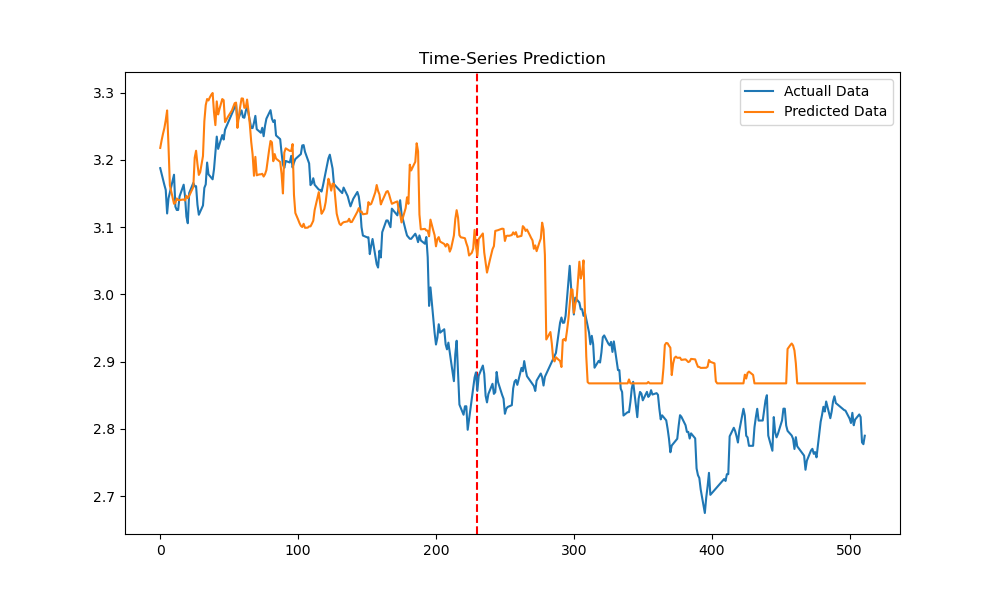 Time-Series Prediction
Actuall Data
Predicted Data
3.3
3.2
3.1
3.0
2.9
2.8
2.7
0 100 200 300 400 500